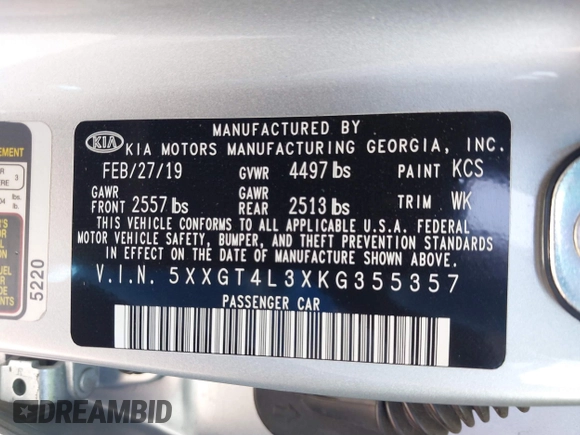 MANUFACTURED BY
KIA
KIA MOTORS MANUFACTURING GEORGIA, INC.
FEB/27/19 GVWR 4497 lbs PAINT KCS
GAWR FRONT 2557 lbs GAWR REAR 2513 lbs TRIM WK
THIS VEHICLE CONFORMS TO ALL APPLICABLE U.S.A. FEDERAL
MOTOR VEHICLE SAFETY, BUMPER, AND THEFT PREVENTION STANDARDS
IN EFFECT ON THE DATE OF MANUFACTURE SHOWN ABOVE.
V.I.N. 5XXGT4L3XKG355357
PASSENGER CAR
5220
EMENT
3
DREAMBID